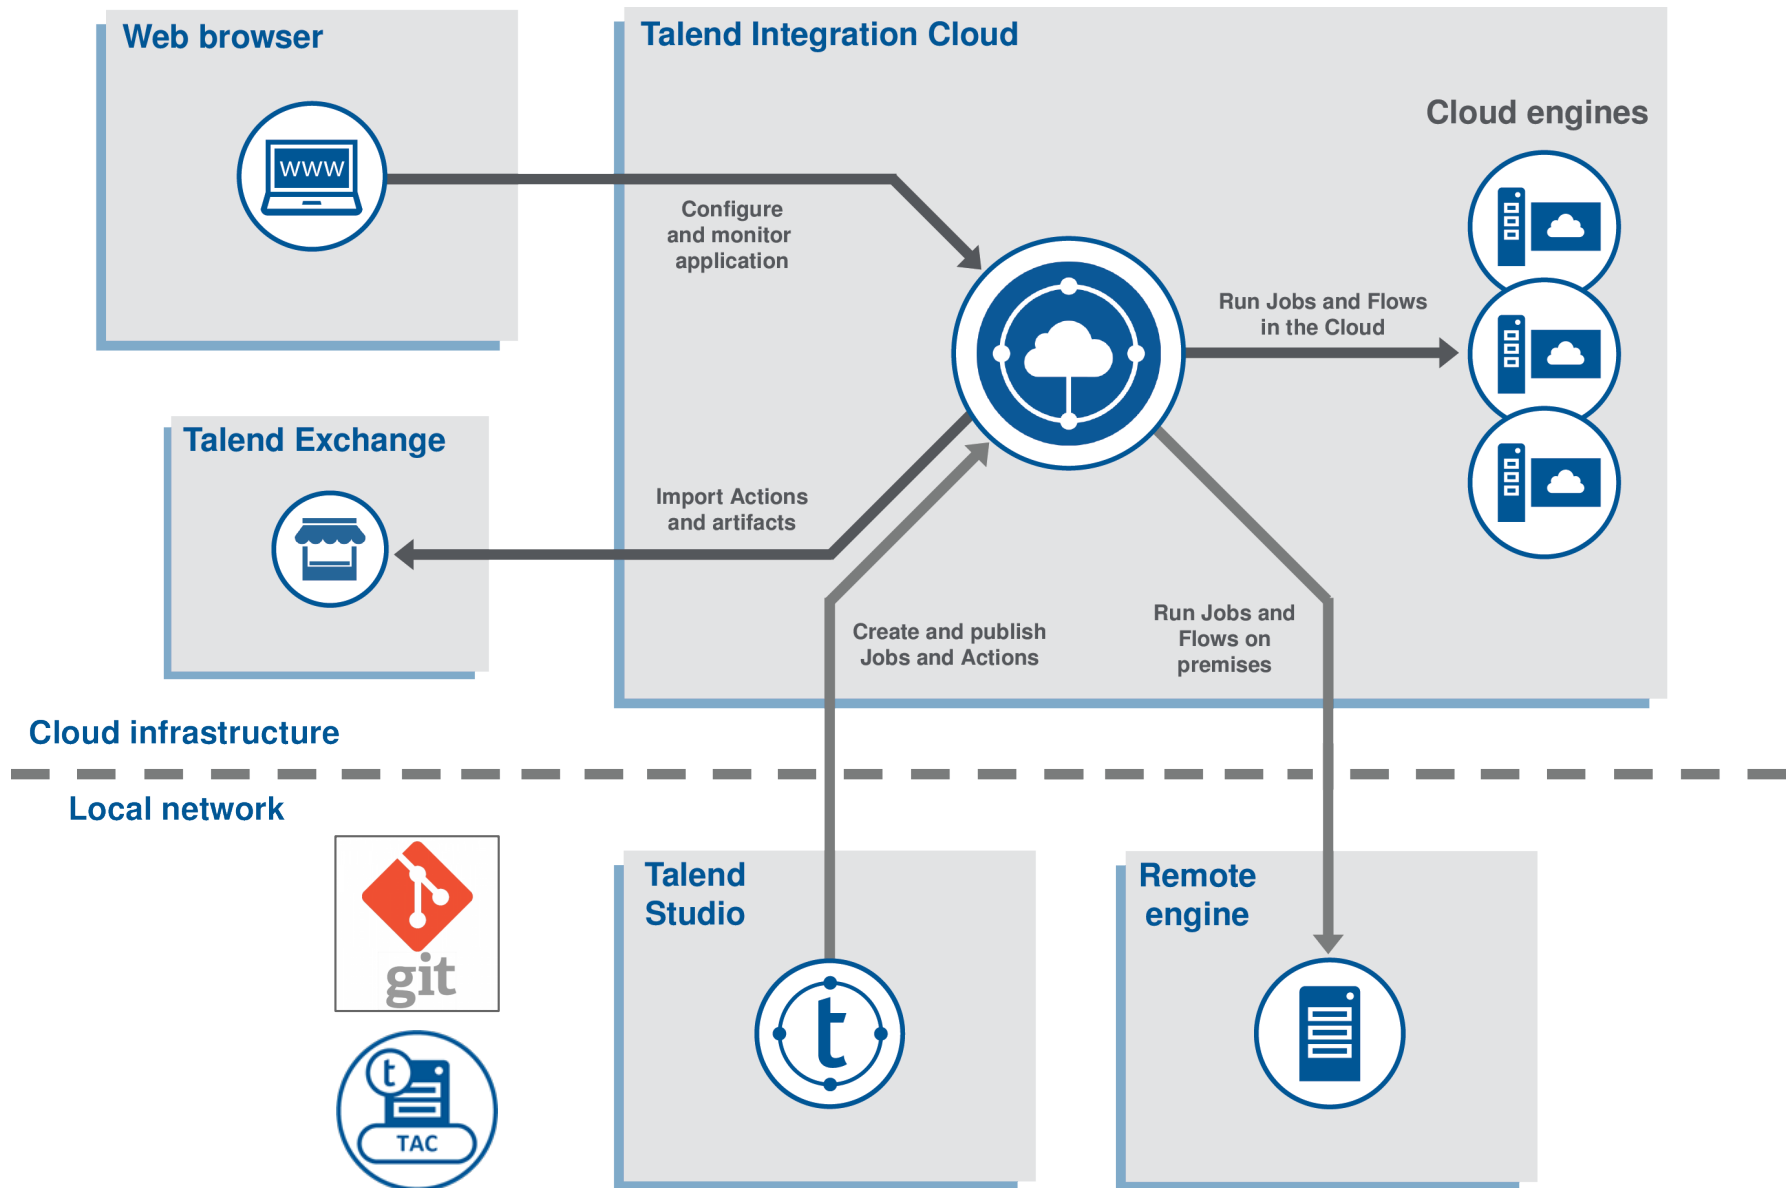 Web browser
www
Talend Integration Cloud
Cloud engines
Configure
and monitor
application
Run Jobs and Flows
in the Cloud
Talend Exchange
Import Actions
and artifacts
Create and publish
Jobs and Actions
Run Jobs and
Flows on
premises
Cloud infrastructure
Local network
git
t
TAC
Talend
Studio
t
Remote
engine